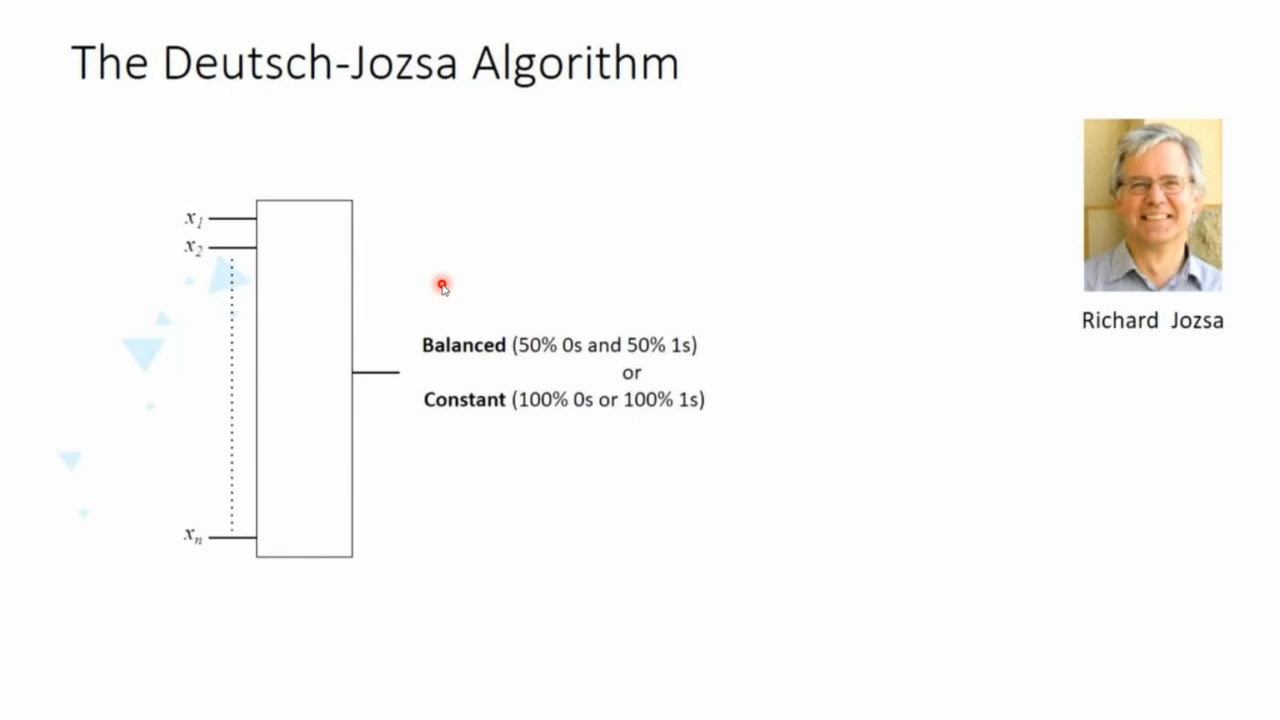 The Deutsch-Jozsa Algorithm
x1
x2
Balanced (50% 0s and 50% 1s)
or
Constant (100% 0s or 100% 1s)
xn
Richard Jozsa